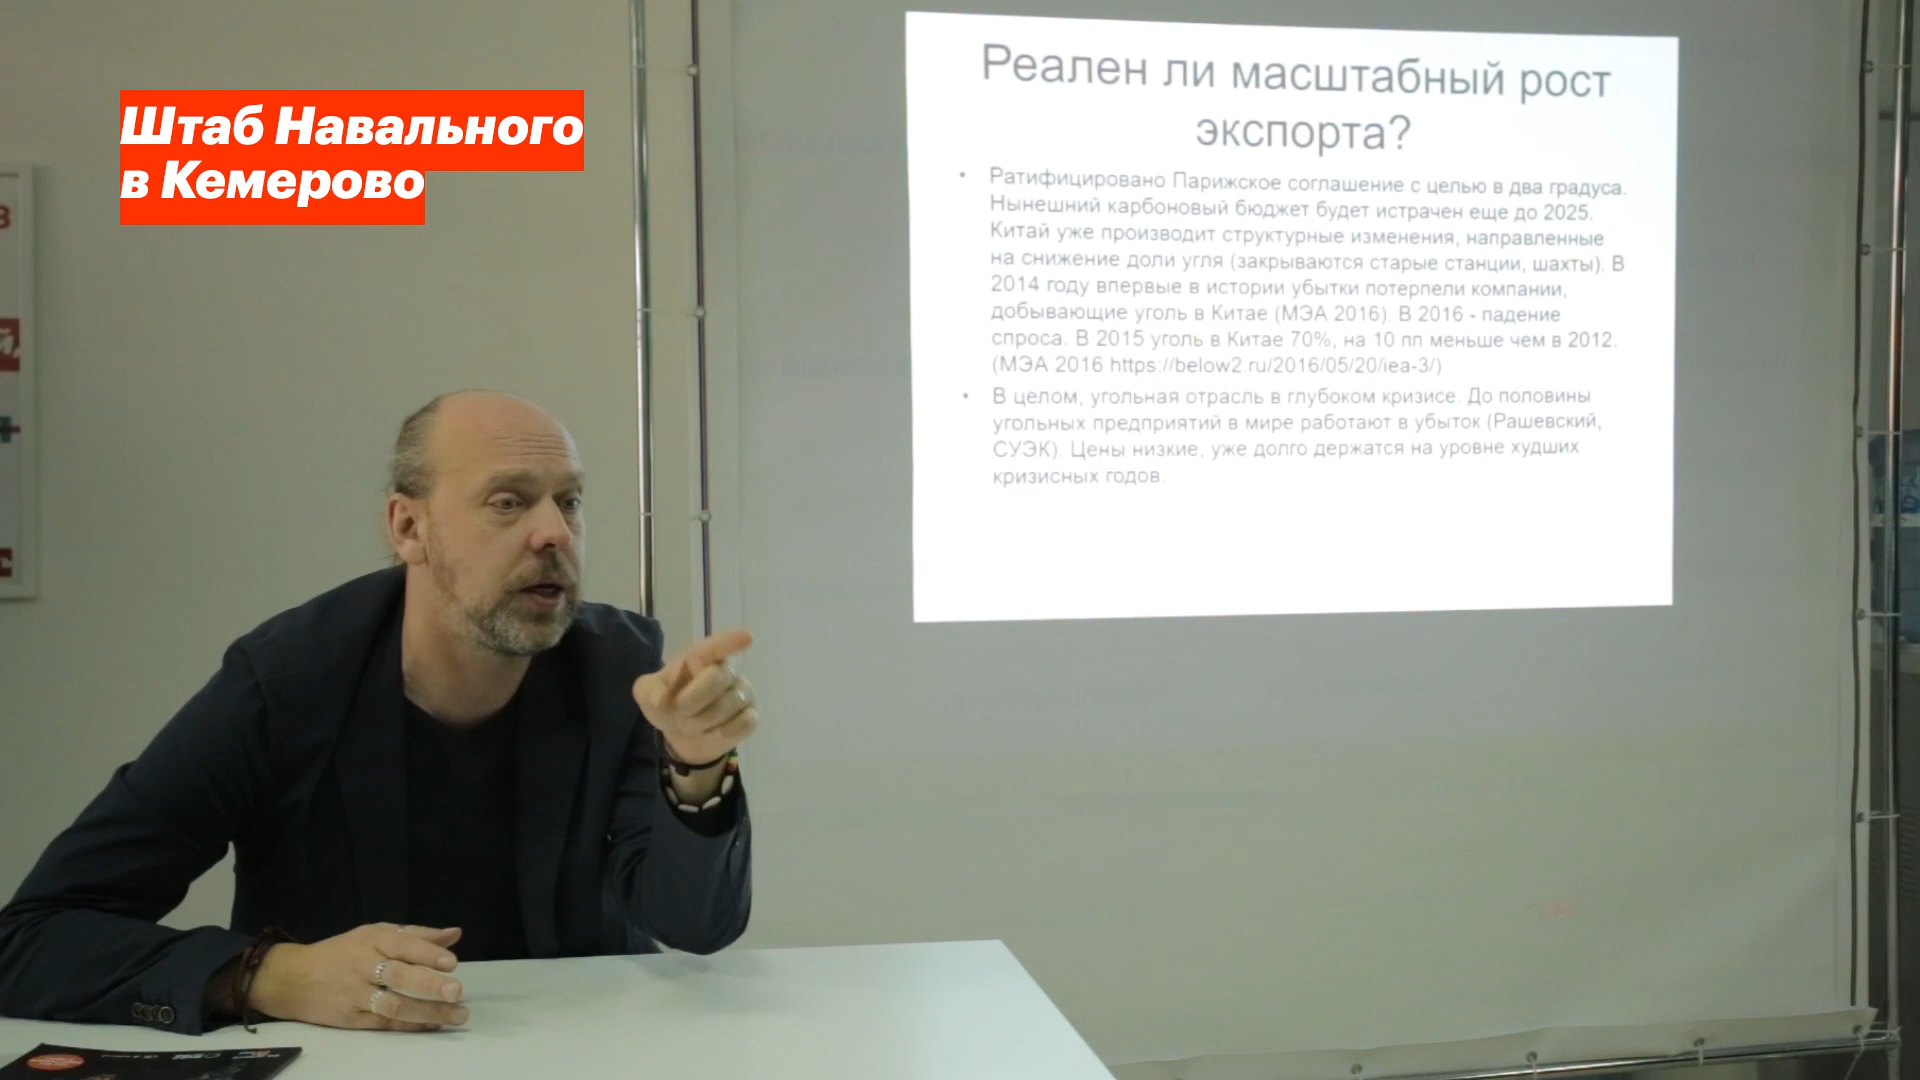 Штаб Навального
в Кемерово
Реален ли масштабный рост
экспорта?
• Ратифицировано Парижское соглашение с целью в два градуса.
Нынешний карбоновый бюджет будет истрачен еще до 2025.
Китай уже производит структурные изменения, направленные
на снижение доли угля (закрываются старые станции, шахты). В
2014 году впервые в истории убытки потерпели компании,
добывающие уголь в Китае (МЭА 2016). В 2016 - падение
спроса. В 2015 уголь в Китае 70%, на 10 пп меньше чем в 2012.
(МЭА 2016 https://below2.ru/2016/05/20/iea-3/)
• В целом, угольная отрасль в глубоком кризисе. До половины
угольных предприятий в мире работают в убыток (Рашевский,
СУЭК). Цены низкие, уже долго держатся на уровне худших
кризисных годов.